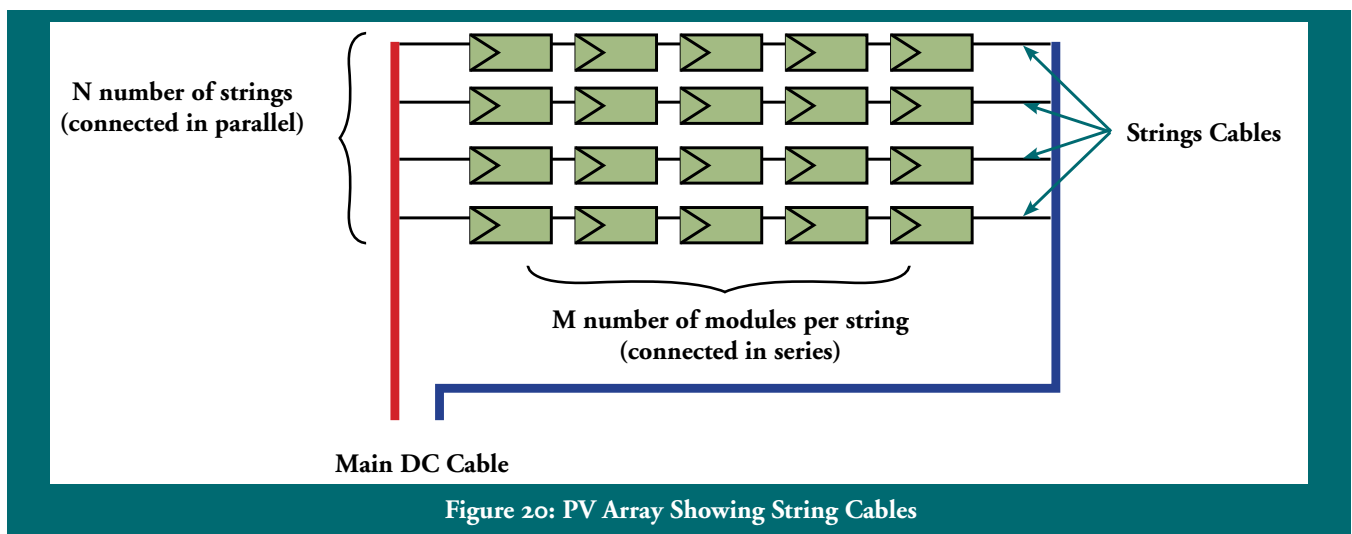 N number of strings
(connected in parallel)
Strings Cables
M number of modules per string
(connected in series)
Main DC Cable
Figure 20: PV Array Showing String Cables